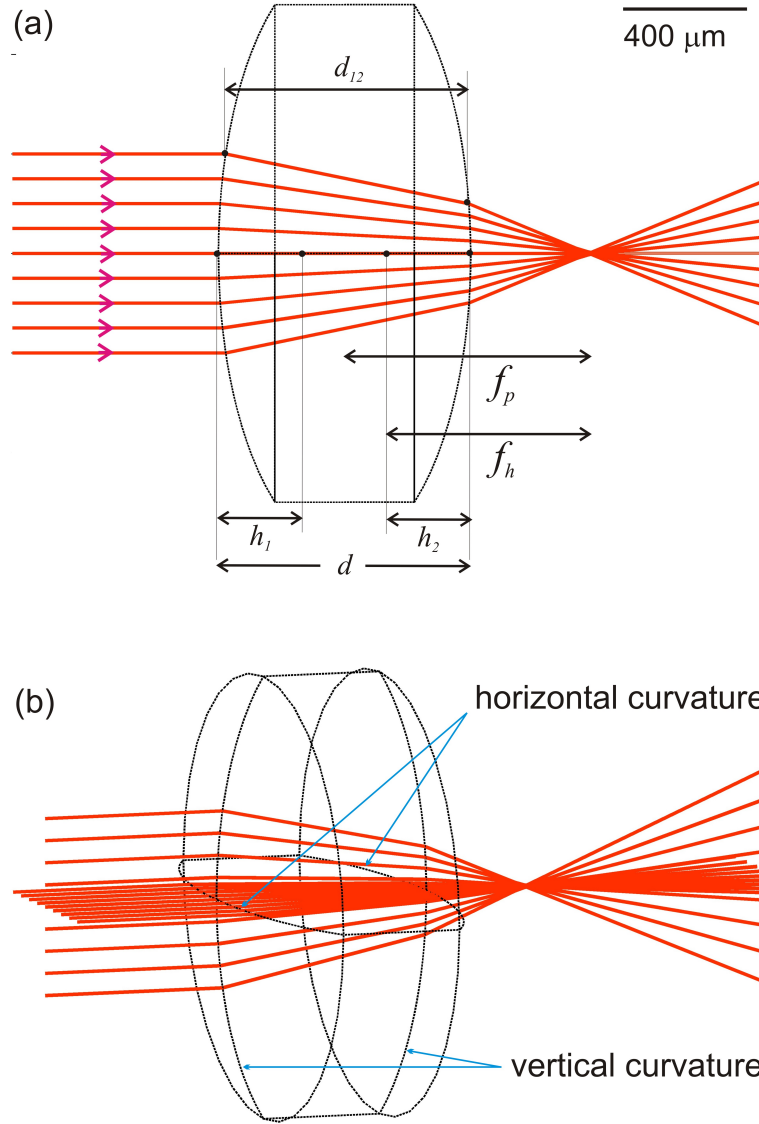 (a)
400 μm
d12
fp
fh
h1
h2
d
(b)
horizontal curvature
vertical curvature